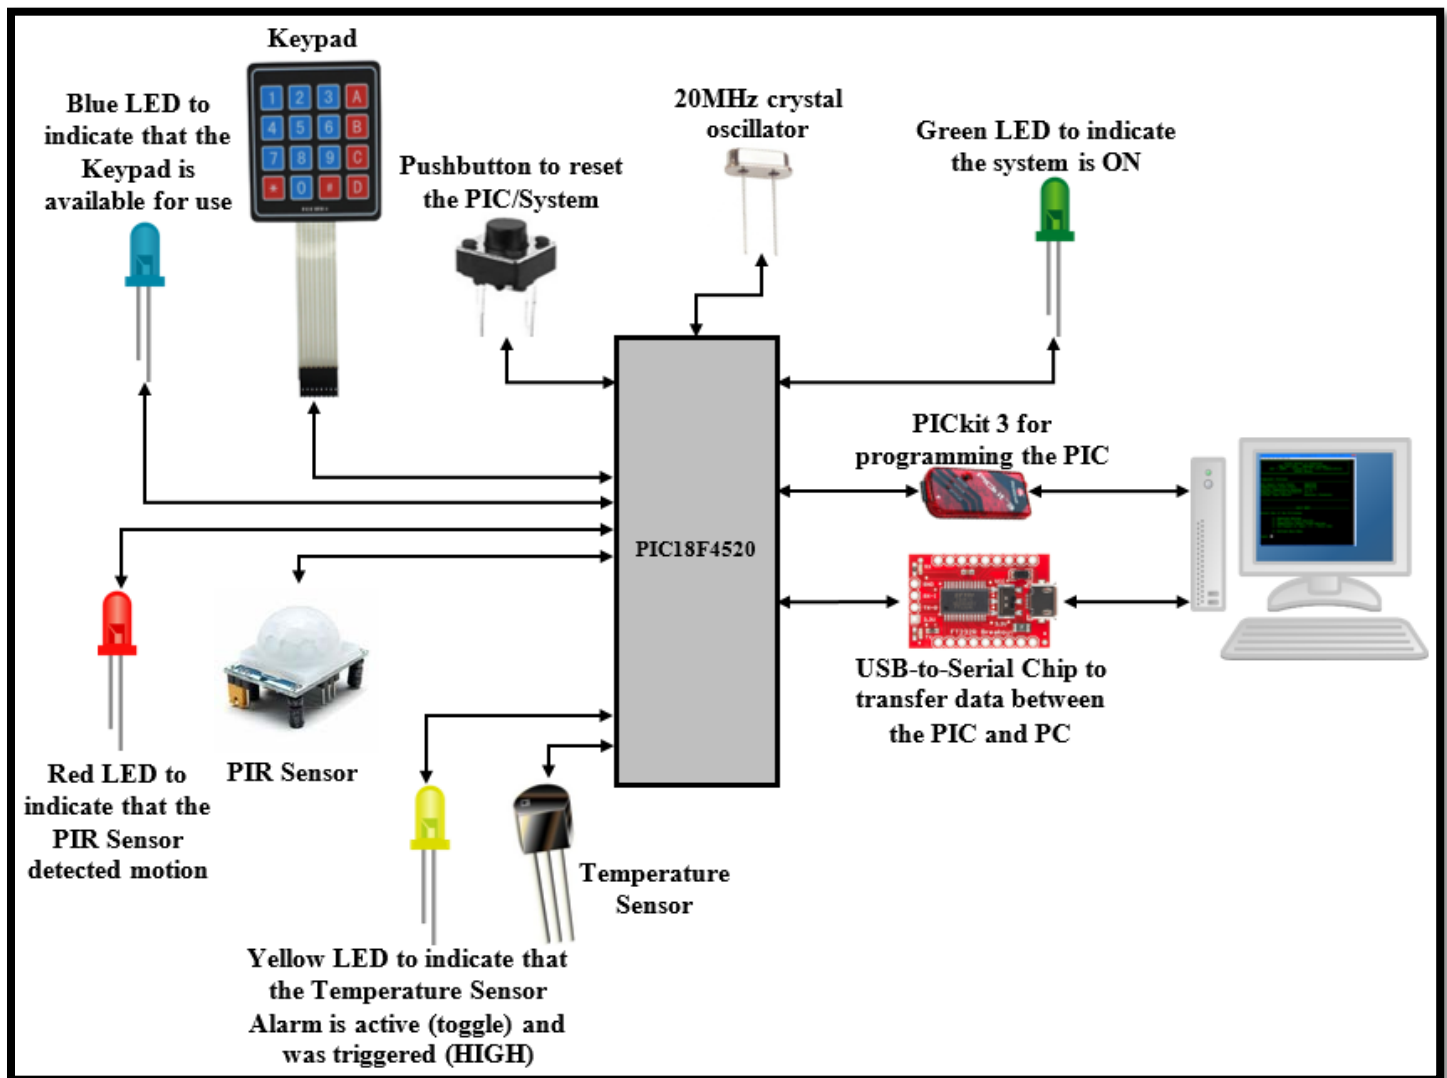 Keypad
1 2 3 A
4 5 6 B
7 8 9 C
* 0 # D
Blue LED to
indicate that the
Keypad is
available for use
Pushbutton to reset
the PIC/System
20MHz crystal
oscillator
Green LED to indicate
the system is ON
PICkit 3 for
programming the PIC
PIC18F4520
USB-to-Serial Chip to
transfer data between
the PIC and PC
Red LED to
indicate that the
PIR Sensor
detected motion
PIR Sensor
Temperature
Sensor
Yellow LED to indicate that
the Temperature Sensor
Alarm is active (toggle) and
was triggered (HIGH)